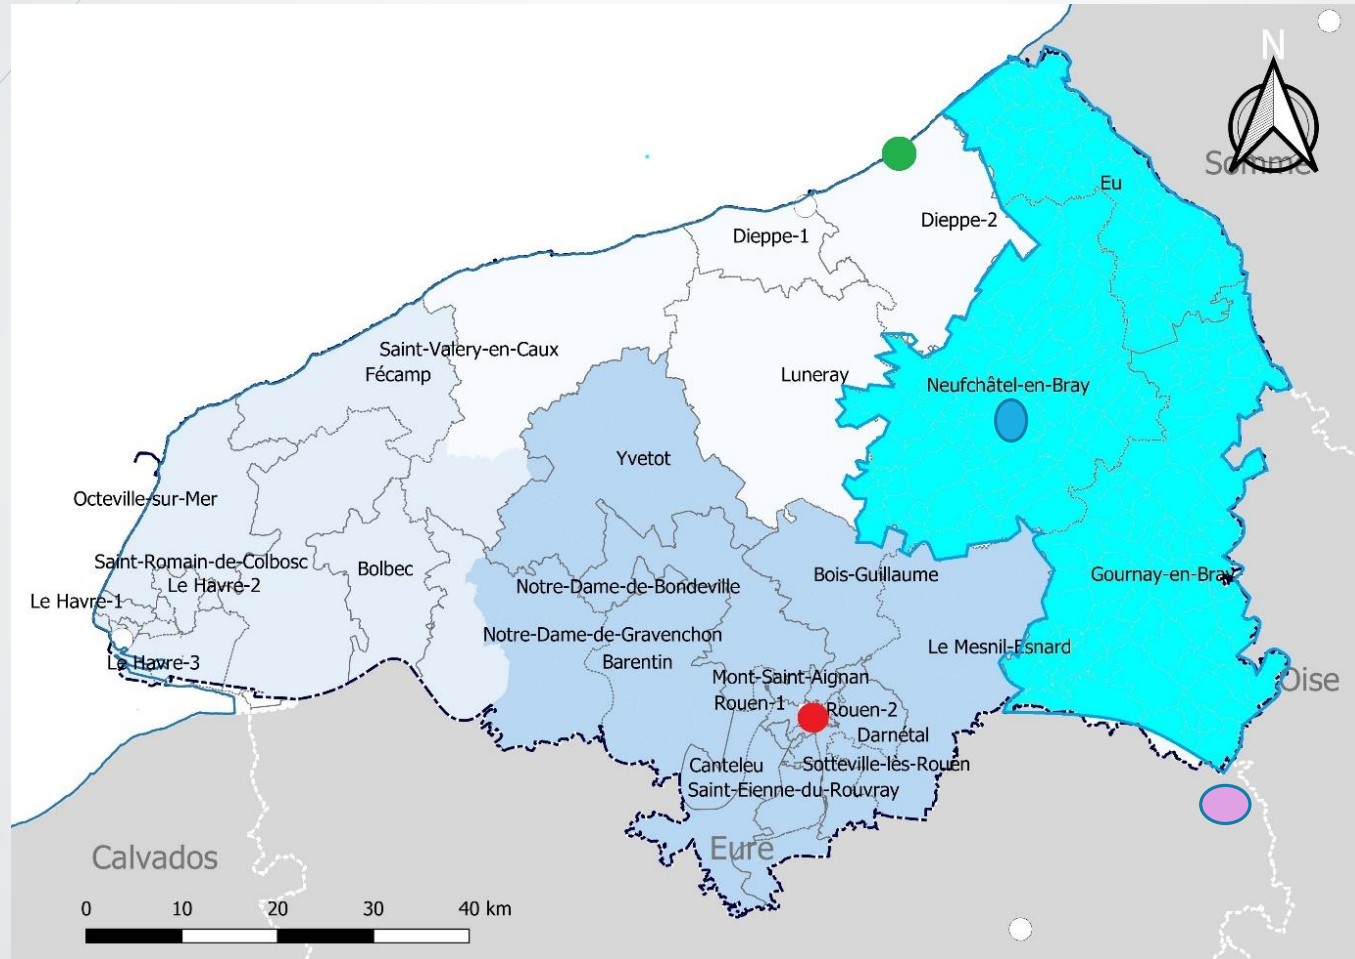 N
Somme
Eu
Dieppe-2
Dieppe-1
Saint-Valery-en-Caux
Fécamp
Luneray
Neufchâtel-en-Bray
Yvetot
Octeville-sur-Mer
Saint-Romain-de-Colbosc
Bolbec
Le Havre-2
Notre-Dame-de-Bondeville
Bois-Guillaume
Gournay-en-Bray
Le Havre-1
Notre-Dame-de-Gravenchon
Le Mesnil-Esnard
Le Havre-3
Barentin
Mont-Saint-Aignan
Oise
Rouen-1
Rouen-2
Darnétal
Canteleu
Sotteville-lès-Rouen
Saint-Etienne-du-Rouvray
Eure
Calvados
0 10 20 30 40 km